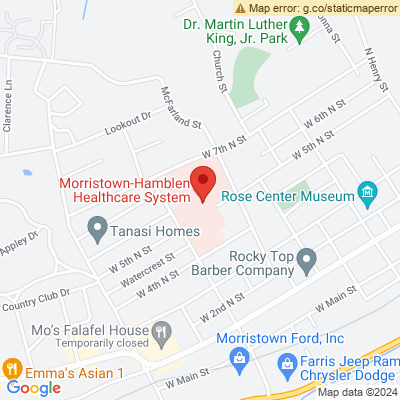 Map error: g.co/staticmaperror
Dr. Martin Luther
King, Jr. Park
onna St
N Henry St
Clarence Ln
McFarland St
Church St
Lookout Dr
W 7th N St
W 6th N St
W 5th N St
Morristown-Hamblen
Healthcare System
Rose Center Museum
Tanasi Homes
Appley Dr
W 5th N St
Watercrest St
W 4th N St
Rocky Top
Barber Company
Country Club Dr
W 2nd N St
W Main St
Mo's Falafel House
Temporarily closed
Morristown Ford, Inc
Farris Jeep Ram
Chrysler Dodge
Emma's Asian 1
W Main St
Google
Map data ©2024